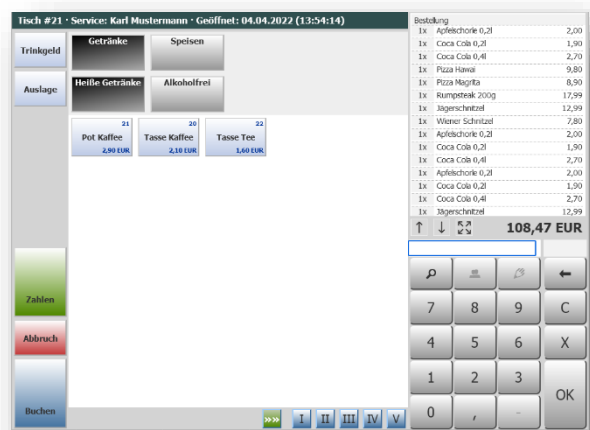 Tisch #21 · Service: Karl Mustermann · Geöffnet: 04.04.2022 (13:54:14)
Trinkgeld
Auslage
Getränke
Speisen
Heiße Getränke
Alkoholfrei
21
Pot Kaffee
2,90 EUR
20
Tasse Kaffee
2,10 EUR
22
Tasse Tee
1,60 EUR
Zahlen
Abbruch
Buchen
»»
I
II
III
IV
V
Bestellung
1x Apfelschorle 0,2l 2,00
1x Coca Cola 0,2l 1,90
1x Coca Cola 0,4l 2,70
1x Pizza Hawai 9,80
1x Pizza Magrita 8,90
1x Rumpsteak 200g 17,99
1x Jägerschnitzel 12,99
1x Wiener Schnitzel 7,80
1x Apfelschorle 0,2l 2,00
1x Coca Cola 0,2l 1,90
1x Coca Cola 0,4l 2,70
1x Apfelschorle 0,2l 2,00
1x Coca Cola 0,2l 1,90
1x Coca Cola 0,4l 2,70
1x Jägerschnitzel 12,99
108,47 EUR
7 8 9 C
4 5 6 X
1 2 3
OK
0 , -